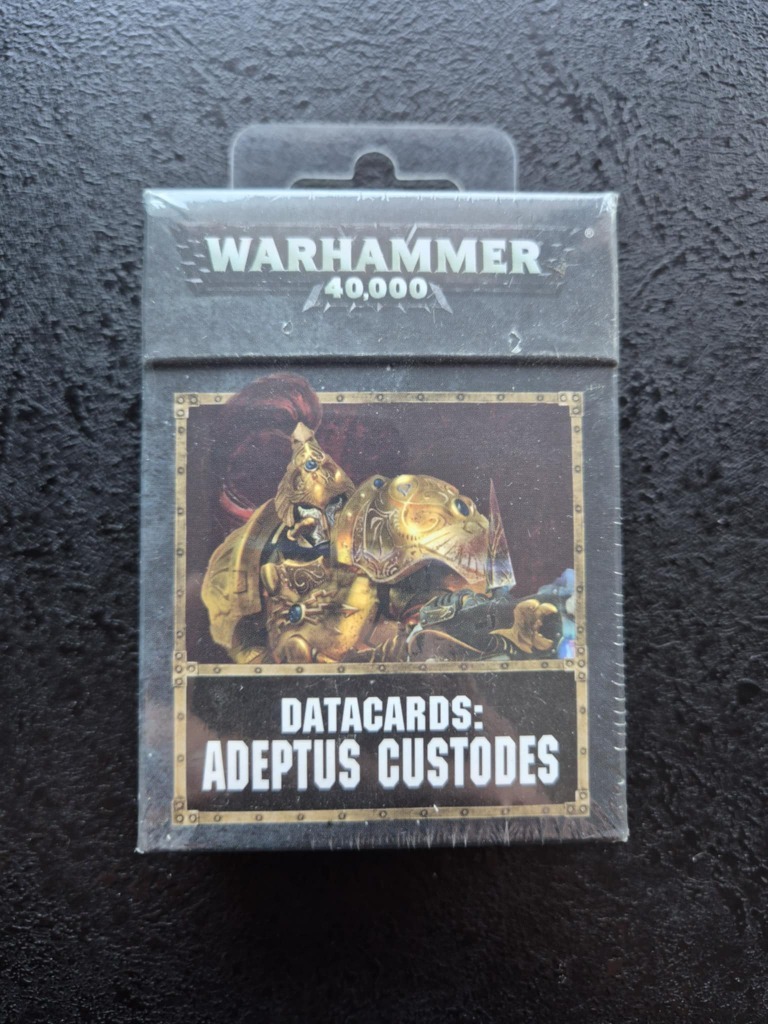 WARHAMMER
®
40,000
DATACARDS:
ADEPTUS CUSTODES